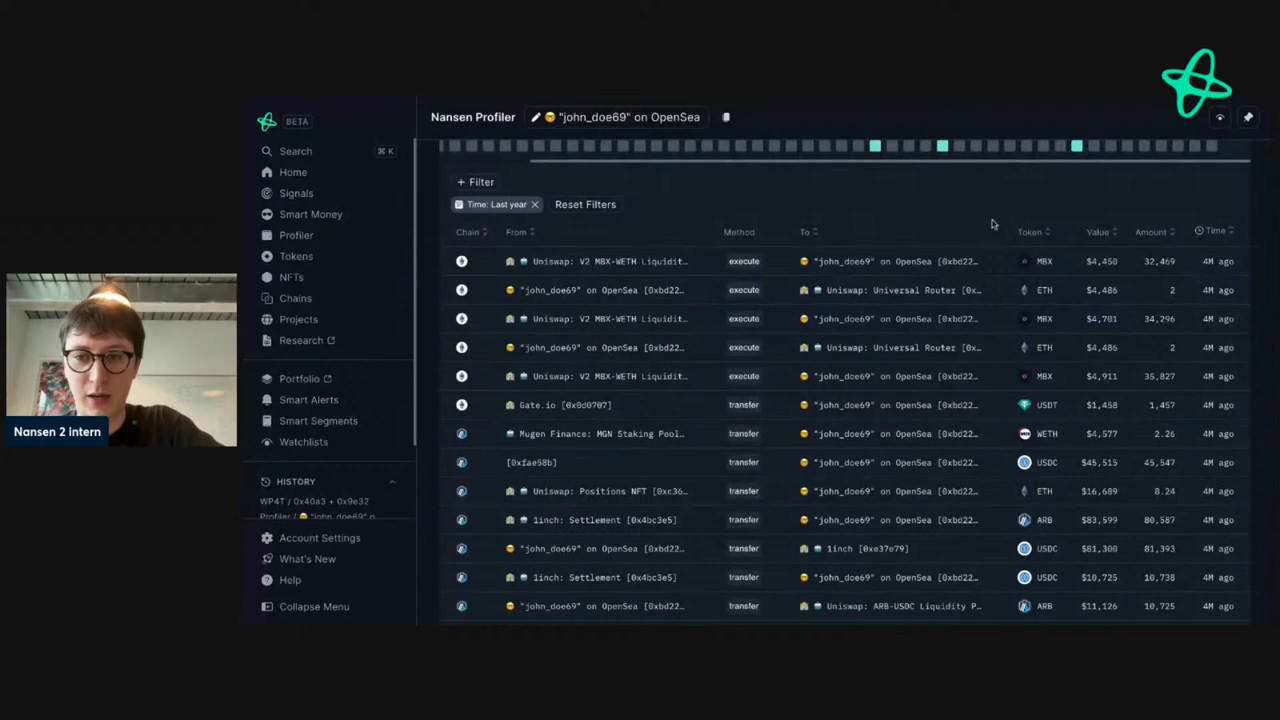 BETA
Search ⌘ K
Home
Signals
Smart Money
Profiler
Tokens
NFTs
Chains
Projects
Research
Portfolio
Smart Alerts
Smart Segments
Watchlists
HISTORY
WP4T / 0x40a3 + 0x9e32
Profiler / "john_doe69" o
Account Settings
What's New
Help
Collapse Menu
Nansen 2 intern
Nansen Profiler "john_doe69" on OpenSea
+ Filter
Time: Last year Reset Filters
Chain From Method To Token Value Amount Time
Uniswap: V2 MBX-WETH Liquidit… execute "john_doe69" on OpenSea [0xbd22… MBX $4,450 32,469 4M ago
"john_doe69" on OpenSea [0xbd22… execute Uniswap: Universal Router [0x… ETH $4,486 2 4M ago
Uniswap: V2 MBX-WETH Liquidit… execute "john_doe69" on OpenSea [0xbd22… MBX $4,701 34,296 4M ago
"john_doe69" on OpenSea [0xbd22… execute Uniswap: Universal Router [0x… ETH $4,486 2 4M ago
Uniswap: V2 MBX-WETH Liquidit… execute "john_doe69" on OpenSea [0xbd22… MBX $4,911 35,827 4M ago
Gate.io [0x0d0707] transfer "john_doe69" on OpenSea [0xbd22… USDT $1,458 1,457 4M ago
Mugen Finance: MGN Staking Pool… transfer "john_doe69" on OpenSea [0xbd22… WETH $4,577 2.26 4M ago
[0xfae58b] transfer "john_doe69" on OpenSea [0xbd22… USDC $45,515 45,547 4M ago
Uniswap: Positions NFT [0xc36… transfer "john_doe69" on OpenSea [0xbd22… ETH $16,689 8.24 4M ago
1inch: Settlement [0x4bc3e5] transfer "john_doe69" on OpenSea [0xbd22… ARB $83,599 80,587 4M ago
"john_doe69" on OpenSea [0xbd22… transfer 1inch [0xe37e79] USDC $81,300 81,393 4M ago
1inch: Settlement [0x4bc3e5] transfer "john_doe69" on OpenSea [0xbd22… USDC $10,725 10,738 4M ago
"john_doe69" on OpenSea [0xbd22… transfer Uniswap: ARB-USDC Liquidity P… ARB $11,126 10,725 4M ago